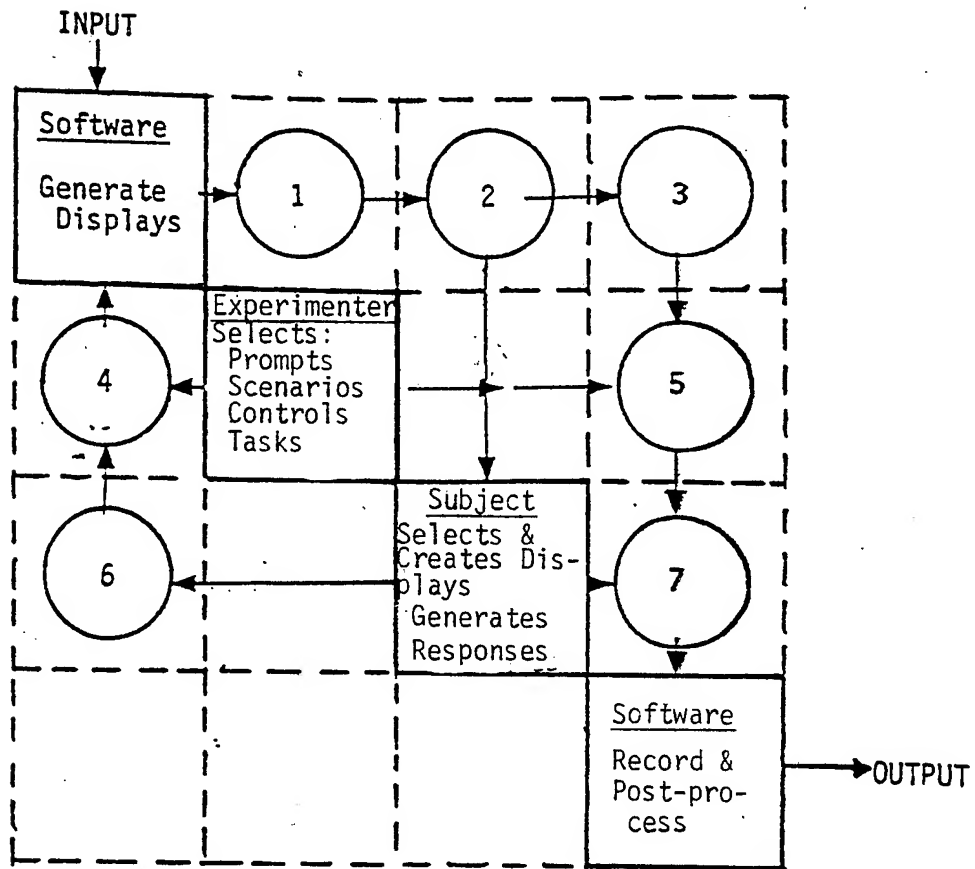 INPUT
Software
Generate
Displays
1
2
3
Experimenter
Selects:
Prompts
Scenarios
Controls
Tasks
4
5
Subject
Selects &
Creates Dis-
plays
Generates
Responses
6
7
Software
Record &
Post-pro-
cess
OUTPUT